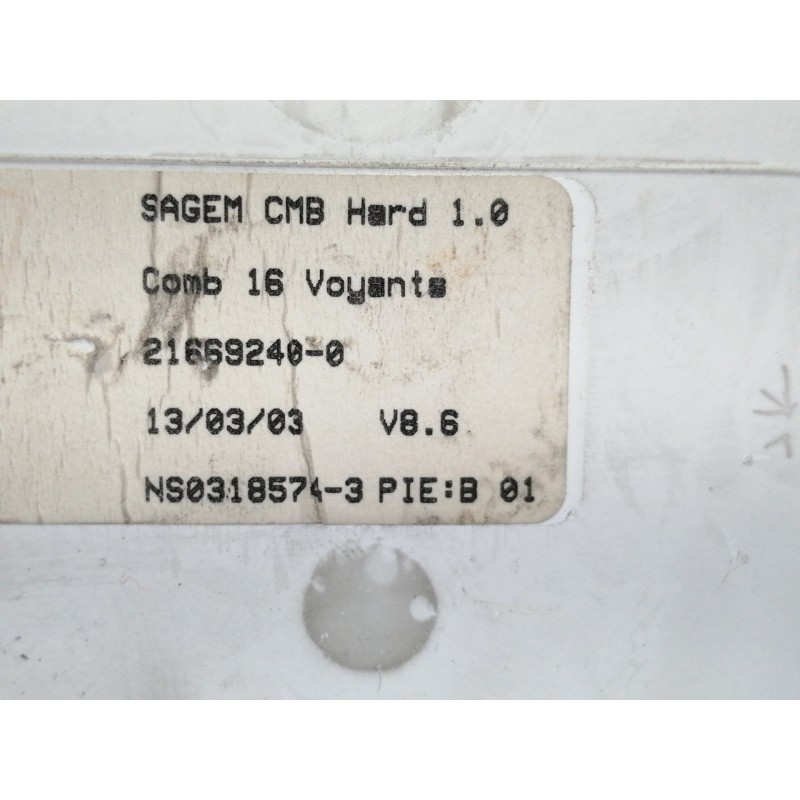 SAGEM CMB Hard 1.0
Comb 16 Voyants
21669240-0
13/03/03 V8.6
NS0318574-3 PIE:B 01